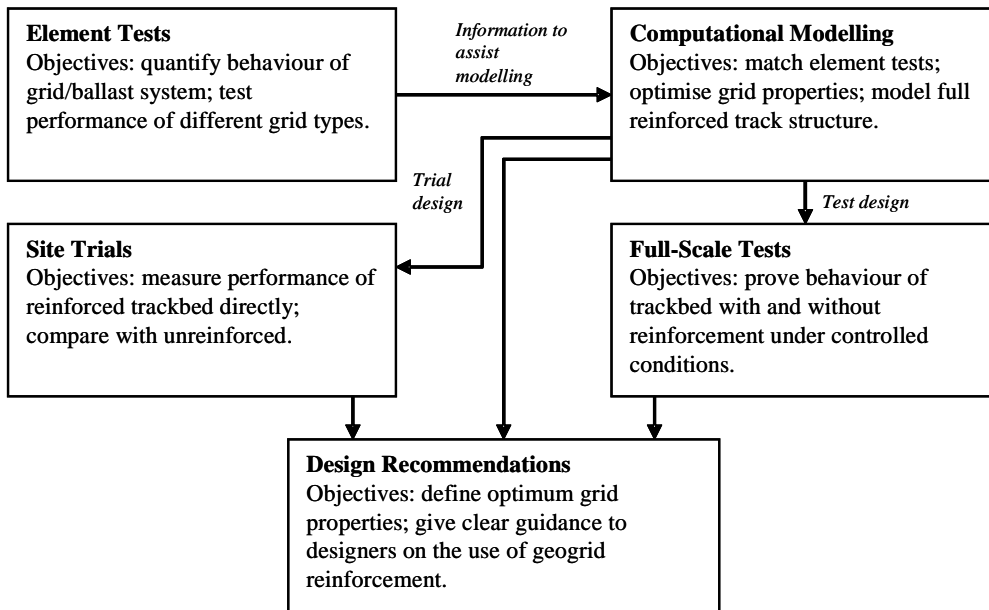 Element Tests
Objectives: quantify behaviour of
grid/ballast system; test
performance of different grid types.
Information to
assist
modelling
Computational Modelling
Objectives: match element tests;
optimise grid properties; model full
reinforced track structure.
Trial
design
Test design
Site Trials
Objectives: measure performance of
reinforced trackbed directly;
compare with unreinforced.
Full-Scale Tests
Objectives: prove behaviour of
trackbed with and without
reinforcement under controlled
conditions.
Design Recommendations
Objectives: define optimum grid
properties; give clear guidance to
designers on the use of geogrid
reinforcement.